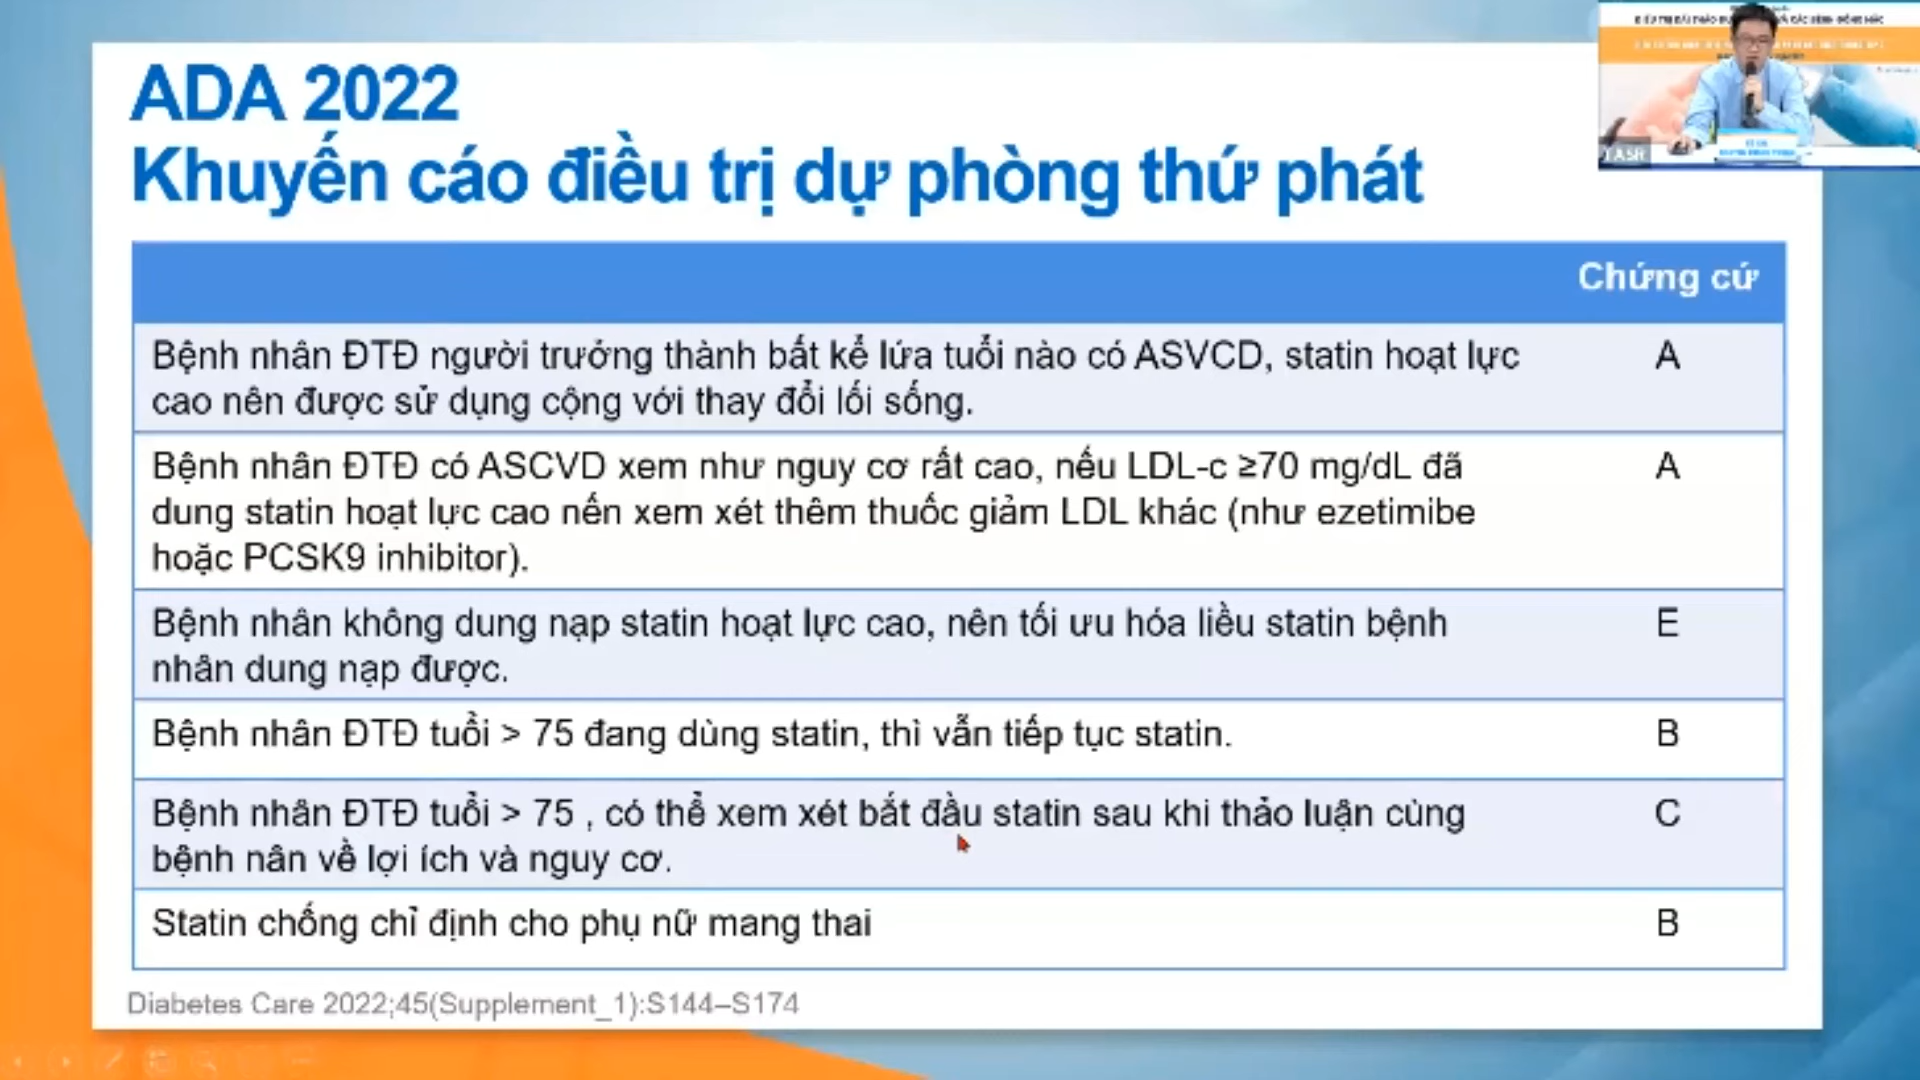 ADA 2022
Khuyến cáo điều trị dự phòng thứ phát
Chứng cứ
Bệnh nhân ĐTĐ người trưởng thành bất kể lứa tuổi nào có ASVCD, statin hoạt lực
cao nên được sử dụng cộng với thay đổi lối sống.
A
Bệnh nhân ĐTĐ có ASCVD xem như nguy cơ rất cao, nếu LDL-c ≥70 mg/dL đã
dung statin hoạt lực cao nến xem xét thêm thuốc giảm LDL khác (như ezetimibe
hoặc PCSK9 inhibitor).
A
Bệnh nhân không dung nạp statin hoạt lực cao, nên tối ưu hóa liều statin bệnh
nhân dung nạp được.
E
Bệnh nhân ĐTĐ tuổi > 75 đang dùng statin, thì vẫn tiếp tục statin.
B
Bệnh nhân ĐTĐ tuổi > 75 , có thể xem xét bắt đầu statin sau khi thảo luận cùng
bệnh nân về lợi ích và nguy cơ.
C
Statin chống chỉ định cho phụ nữ mang thai
B
Diabetes Care 2022;45(Supplement_1):S144–S174